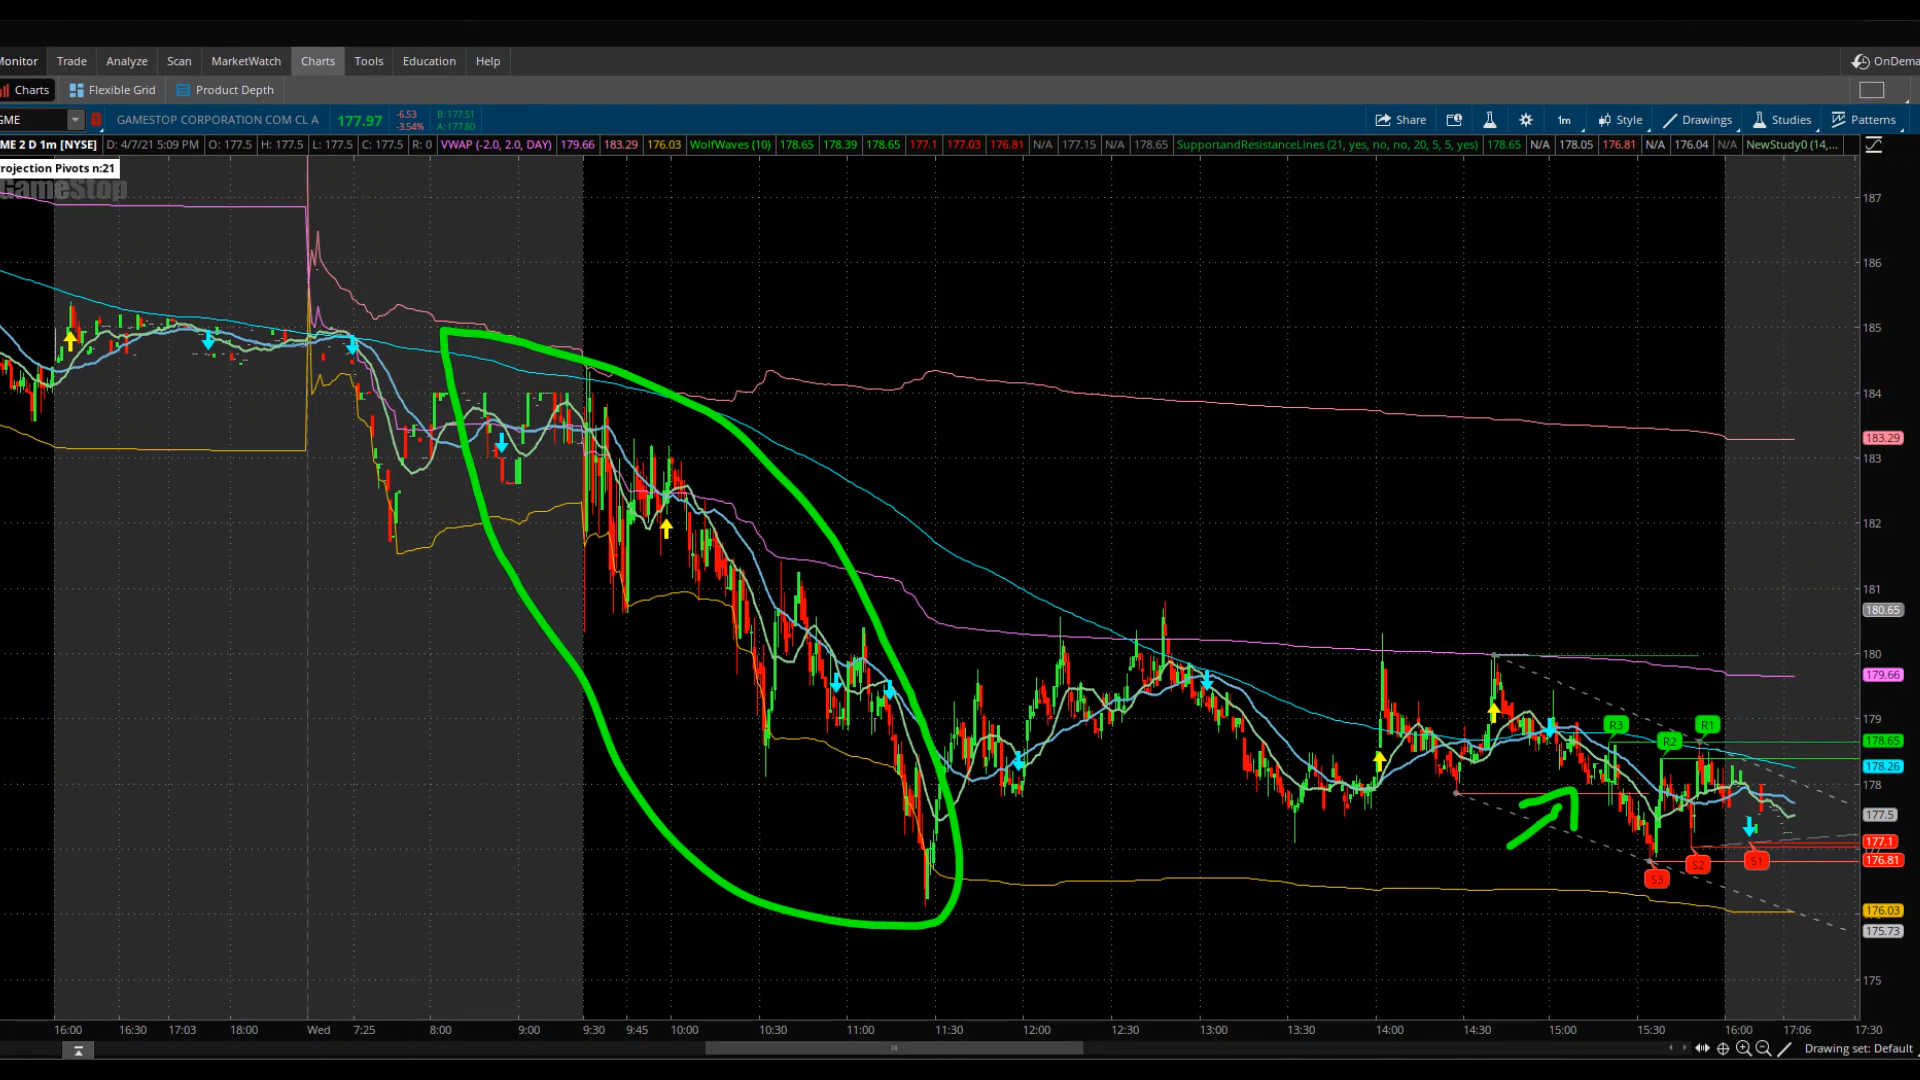 Monitor Trade Analyze Scan MarketWatch Charts Tools Education Help OnDema
Charts Flexible Grid Product Depth
GME GAMESTOP CORPORATION COM CL A 177.97 -6.53 -3.54% B: 177.51 A: 177.80 Share 1m Style Drawings Studies Patterns
ME 2 D 1m [NYSE] D: 4/7/21 5:09 PM O: 177.5 H: 177.5 L: 177.5 C: 177.5 R: 0 VWAP (-2.0, 2.0, DAY) 179.66 183.29 176.03 WolfWaves (10) 178.65 178.39 178.65 177.1 177.03 176.81 N/A 177.15 N/A 178.65 SupportandResistanceLines (21, yes, no, no, 20, 5, 5, yes) 178.65 N/A 178.05 176.81 N/A 176.04 N/A NewStudy0 (14,...
rojection Pivots n:21
GameStop
187
186
185
184
183.29
183
182
181
180.65
180
179.66
179
R3 R2 R1
178.65
178.26
178
177.5
177.1
176.81
S3 S2 S1
176.03
175.73
175
16:00 16:30 17:03 18:00 Wed 7:25 8:00 9:00 9:30 9:45 10:00 10:30 11:00 11:30 12:00 12:30 13:00 13:30 14:00 14:30 15:00 15:30 16:00 17:06 17:30
Drawing set: Default